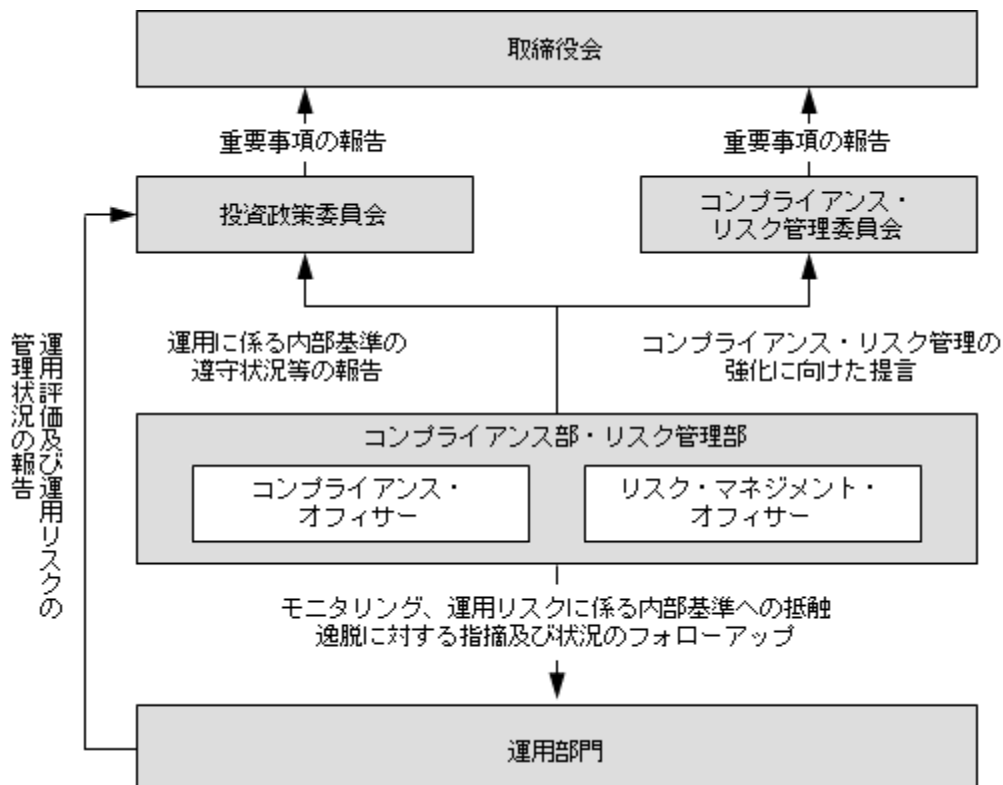 取締役会
重要事項の報告
重要事項の報告
投資政策委員会
コンプライアンス・
リスク管理委員会
運用に係る内部基準の
遵守状況等の報告
コンプライアンス・リスク管理の
強化に向けた提言
運用評価及び運用リスクの
管理状況の報告
コンプライアンス部・リスク管理部
コンプライアンス・
オフィサー
リスク・マネジメント・
オフィサー
モニタリング、運用リスクに係る内部基準への抵触
逸脱に対する指摘及び状況のフォローアップ
運用部門